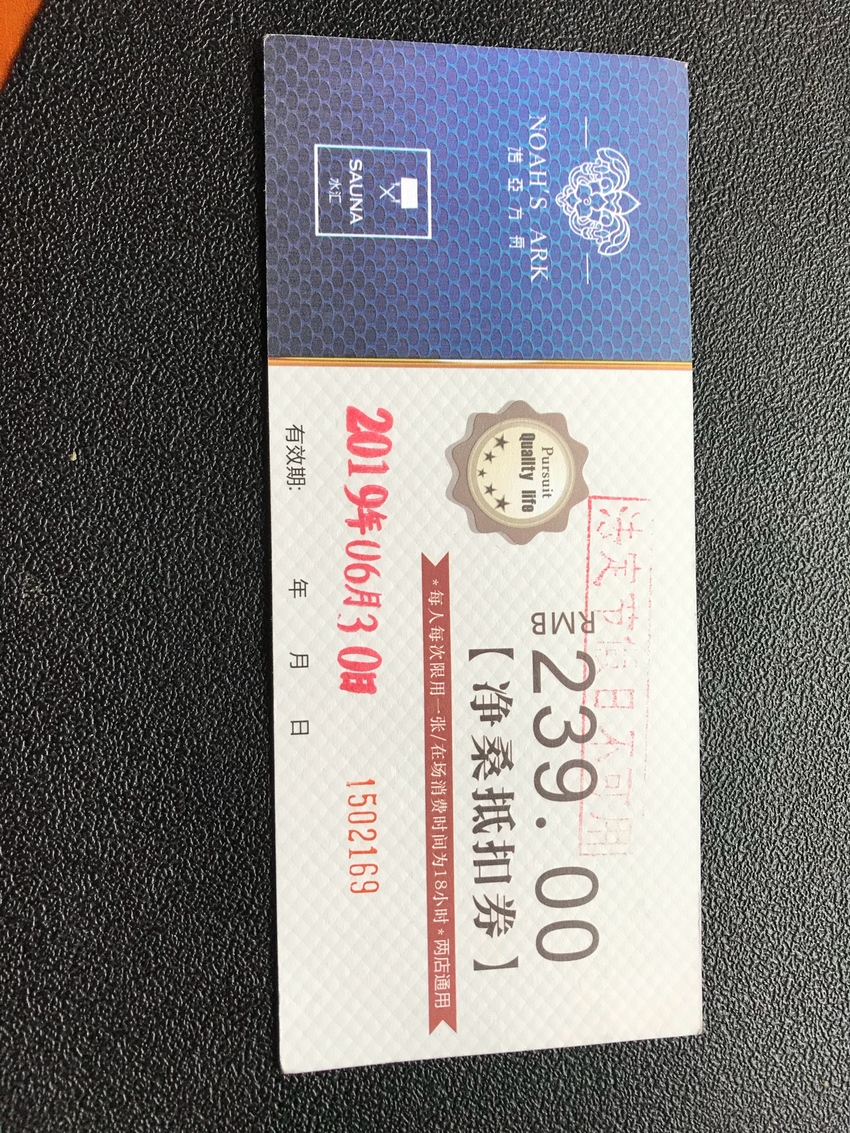 NOAH'S ARK
诺亚方舟
SAUNA
水汇
Pursuit
Quality life
法定节假日不可用
RMB 239.00
【净桑抵扣券】
*每人每次限用一张/在场消费时间为18小时*两店通用
2019年06月30日
1502169
有效期: 年 月 日